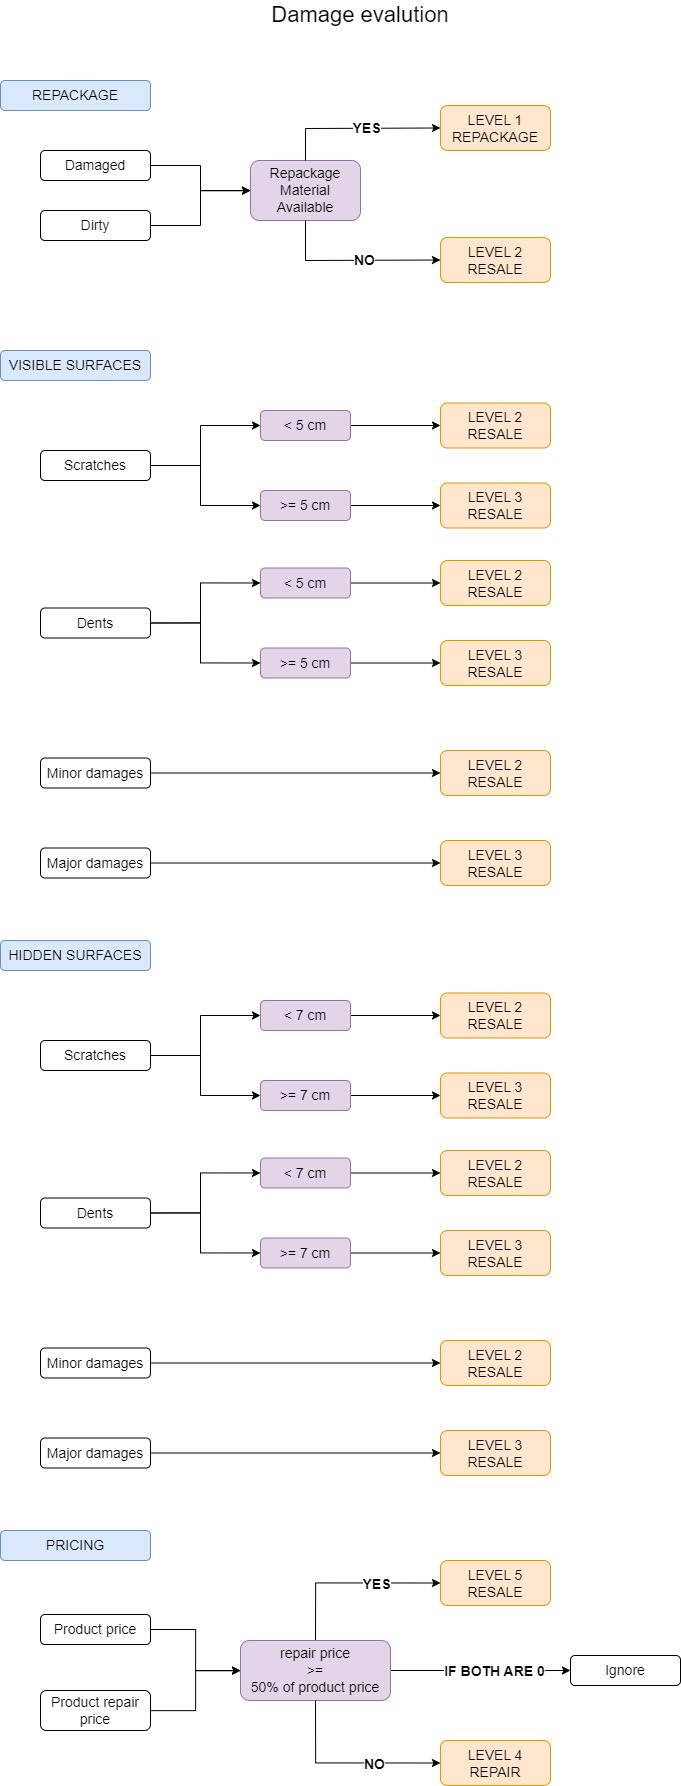 Damage evalution
REPACKAGE
Damaged
Dirty
Repackage
Material
Available
YES
LEVEL 1
REPACKAGE
NO
LEVEL 2
RESALE
VISIBLE SURFACES
Scratches
< 5 cm
LEVEL 2
RESALE
>= 5 cm
LEVEL 3
RESALE
Dents
< 5 cm
LEVEL 2
RESALE
>= 5 cm
LEVEL 3
RESALE
Minor damages
LEVEL 2
RESALE
Major damages
LEVEL 3
RESALE
HIDDEN SURFACES
Scratches
< 7 cm
LEVEL 2
RESALE
>= 7 cm
LEVEL 3
RESALE
Dents
< 7 cm
LEVEL 2
RESALE
>= 7 cm
LEVEL 3
RESALE
Minor damages
LEVEL 2
RESALE
Major damages
LEVEL 3
RESALE
PRICING
Product price
Product repair
price
repair price
>=
50% of product price
YES
LEVEL 5
RESALE
IF BOTH ARE 0
Ignore
NO
LEVEL 4
REPAIR